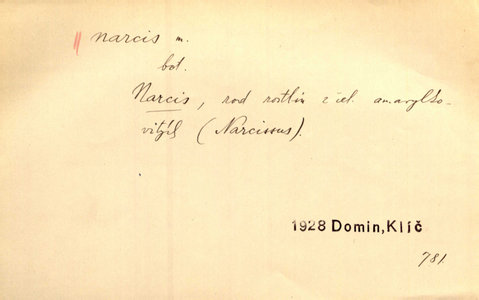 narcis m.
bot.
Narcis, rod rostlin z čel. amarylko-
vitých (Narcissus).
1928 Domin, Klíč
781